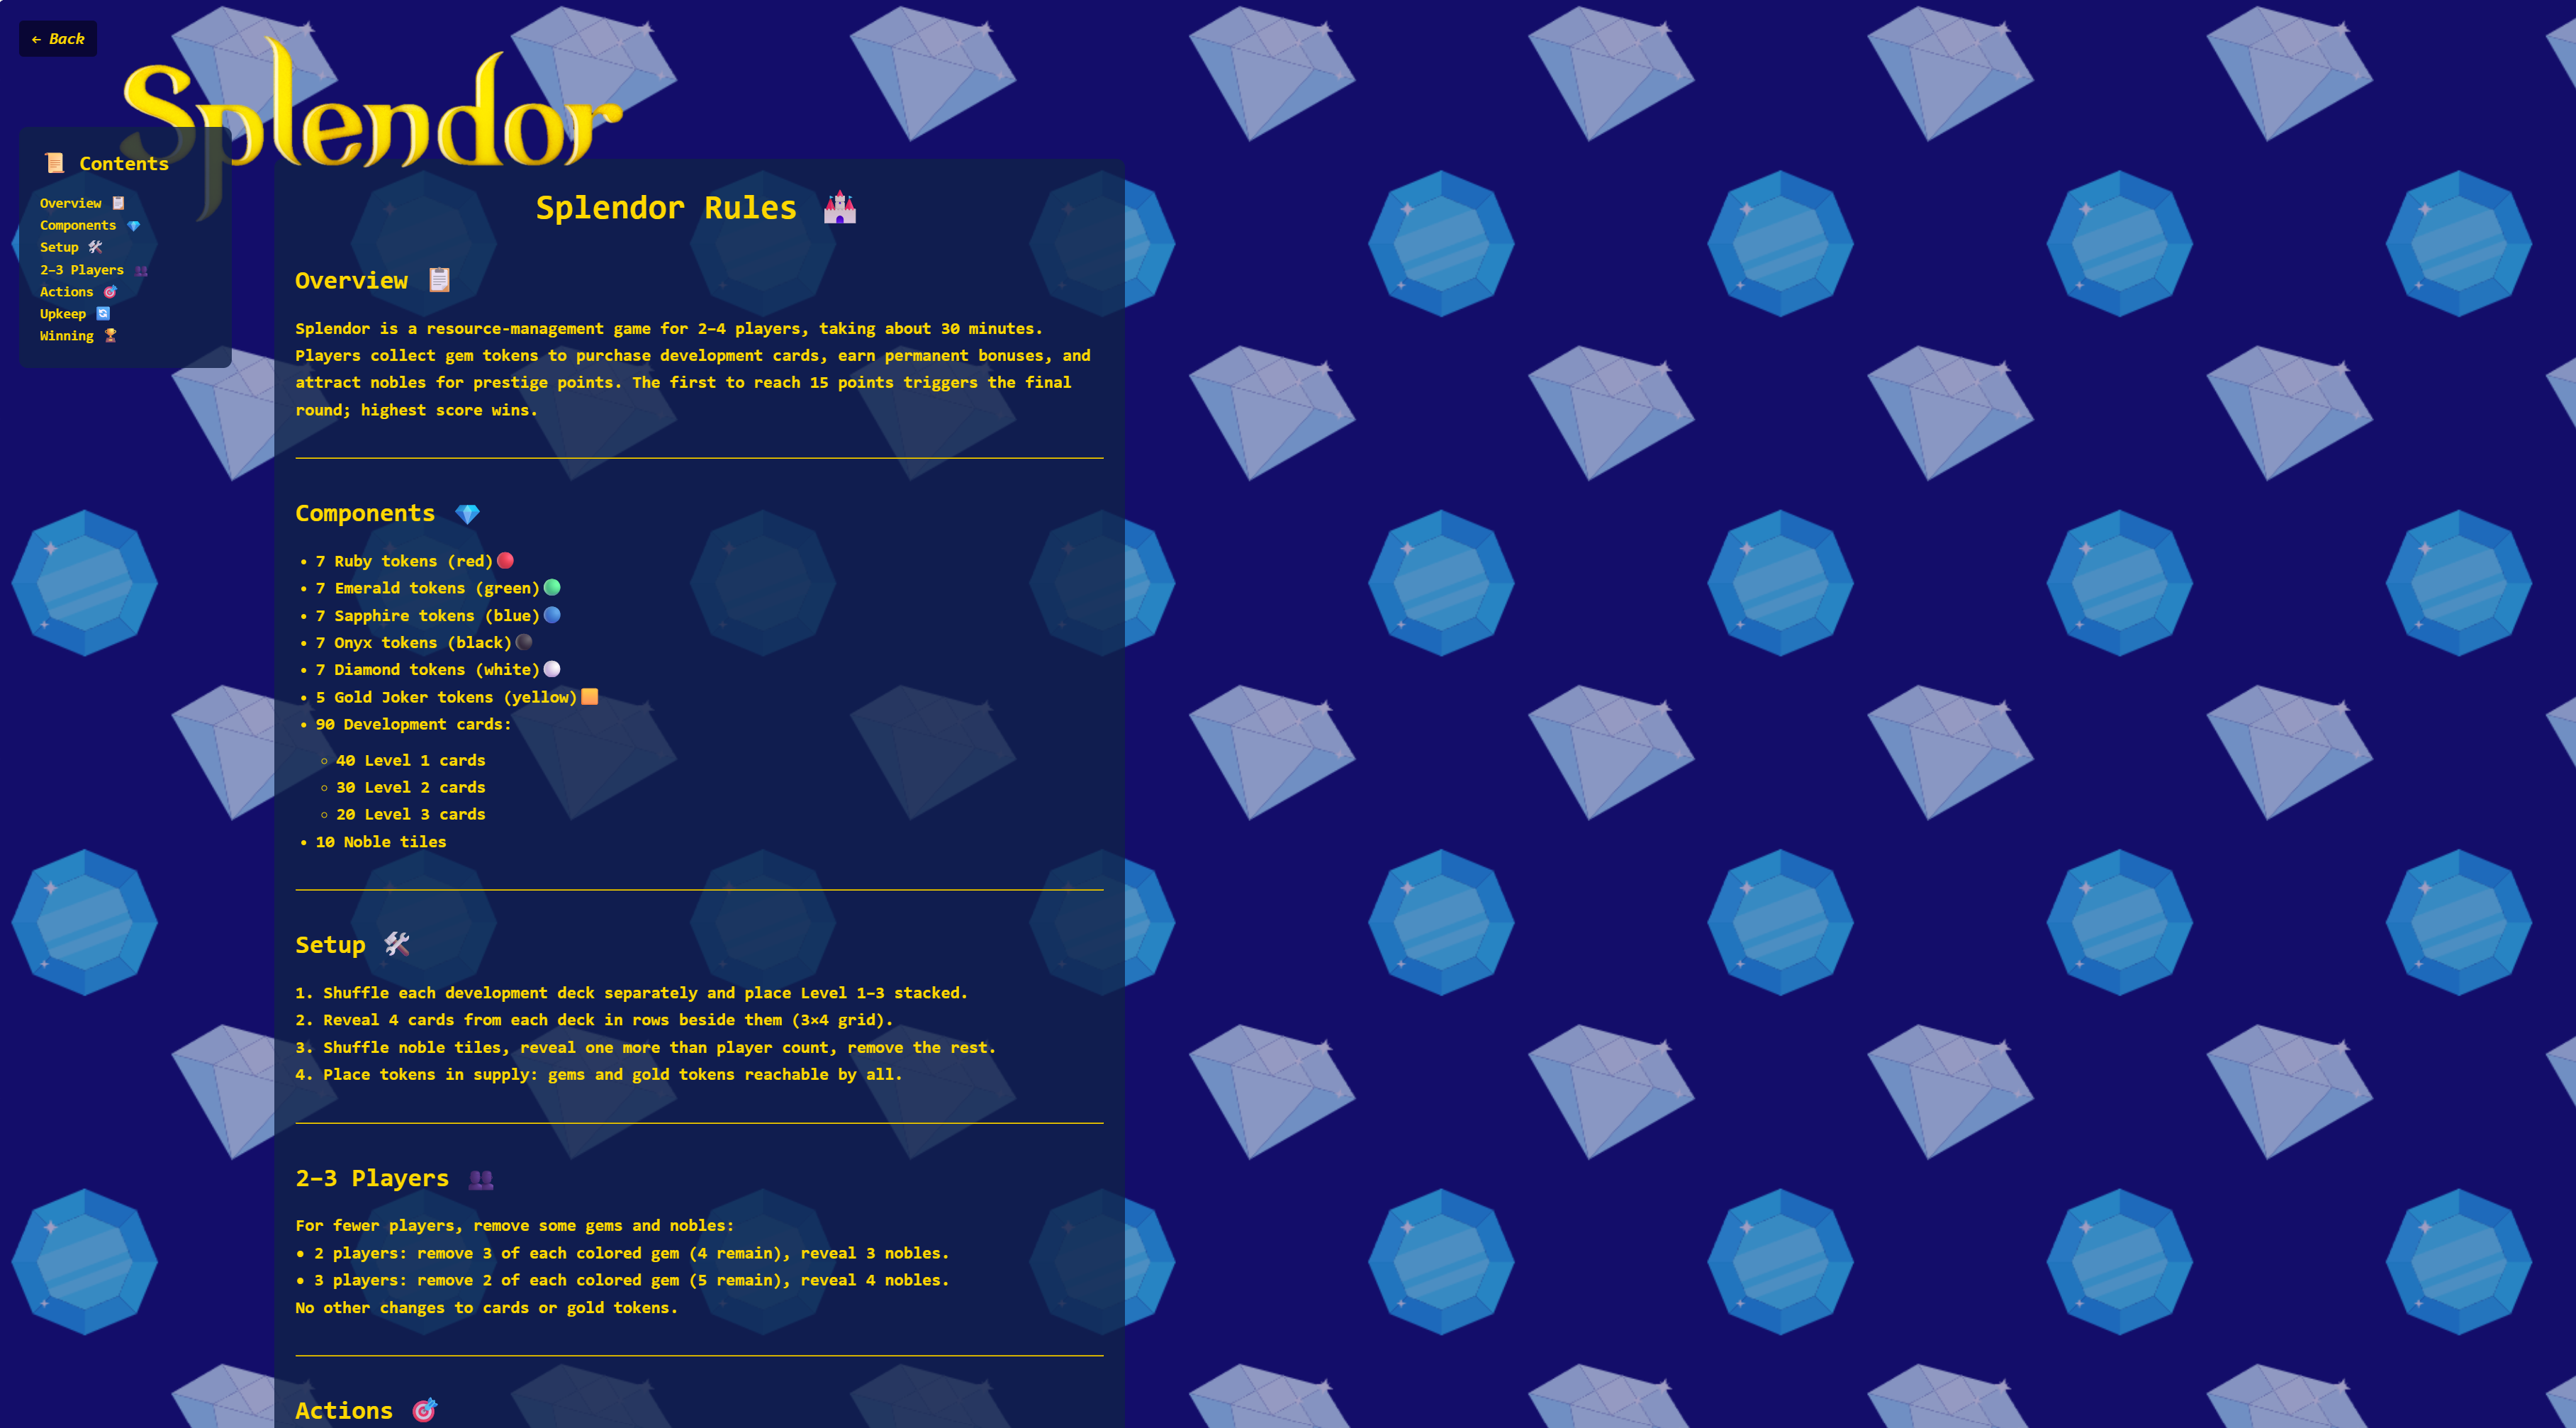 ← Back
Splendor
📜 Contents
Overview 📋
Components 💎
Setup 🛠️
2–3 Players 👥
Actions 🎯
Upkeep 🔄
Winning 🏆
Splendor Rules 🏰
Overview 📋
Splendor is a resource-management game for 2–4 players, taking about 30 minutes.
Players collect gem tokens to purchase development cards, earn permanent bonuses, and
attract nobles for prestige points. The first to reach 15 points triggers the final
round; highest score wins.
Components 💎
• 7 Ruby tokens (red)🔴
• 7 Emerald tokens (green)🟢
• 7 Sapphire tokens (blue)🔵
• 7 Onyx tokens (black)⚫
• 7 Diamond tokens (white)⚪
• 5 Gold Joker tokens (yellow)🟧
• 90 Development cards:
◦ 40 Level 1 cards
◦ 30 Level 2 cards
◦ 20 Level 3 cards
• 10 Noble tiles
Setup 🛠️
1. Shuffle each development deck separately and place Level 1–3 stacked.
2. Reveal 4 cards from each deck in rows beside them (3×4 grid).
3. Shuffle noble tiles, reveal one more than player count, remove the rest.
4. Place tokens in supply: gems and gold tokens reachable by all.
2–3 Players 👥
For fewer players, remove some gems and nobles:
• 2 players: remove 3 of each colored gem (4 remain), reveal 3 nobles.
• 3 players: remove 2 of each colored gem (5 remain), reveal 4 nobles.
No other changes to cards or gold tokens.
Actions 🎯